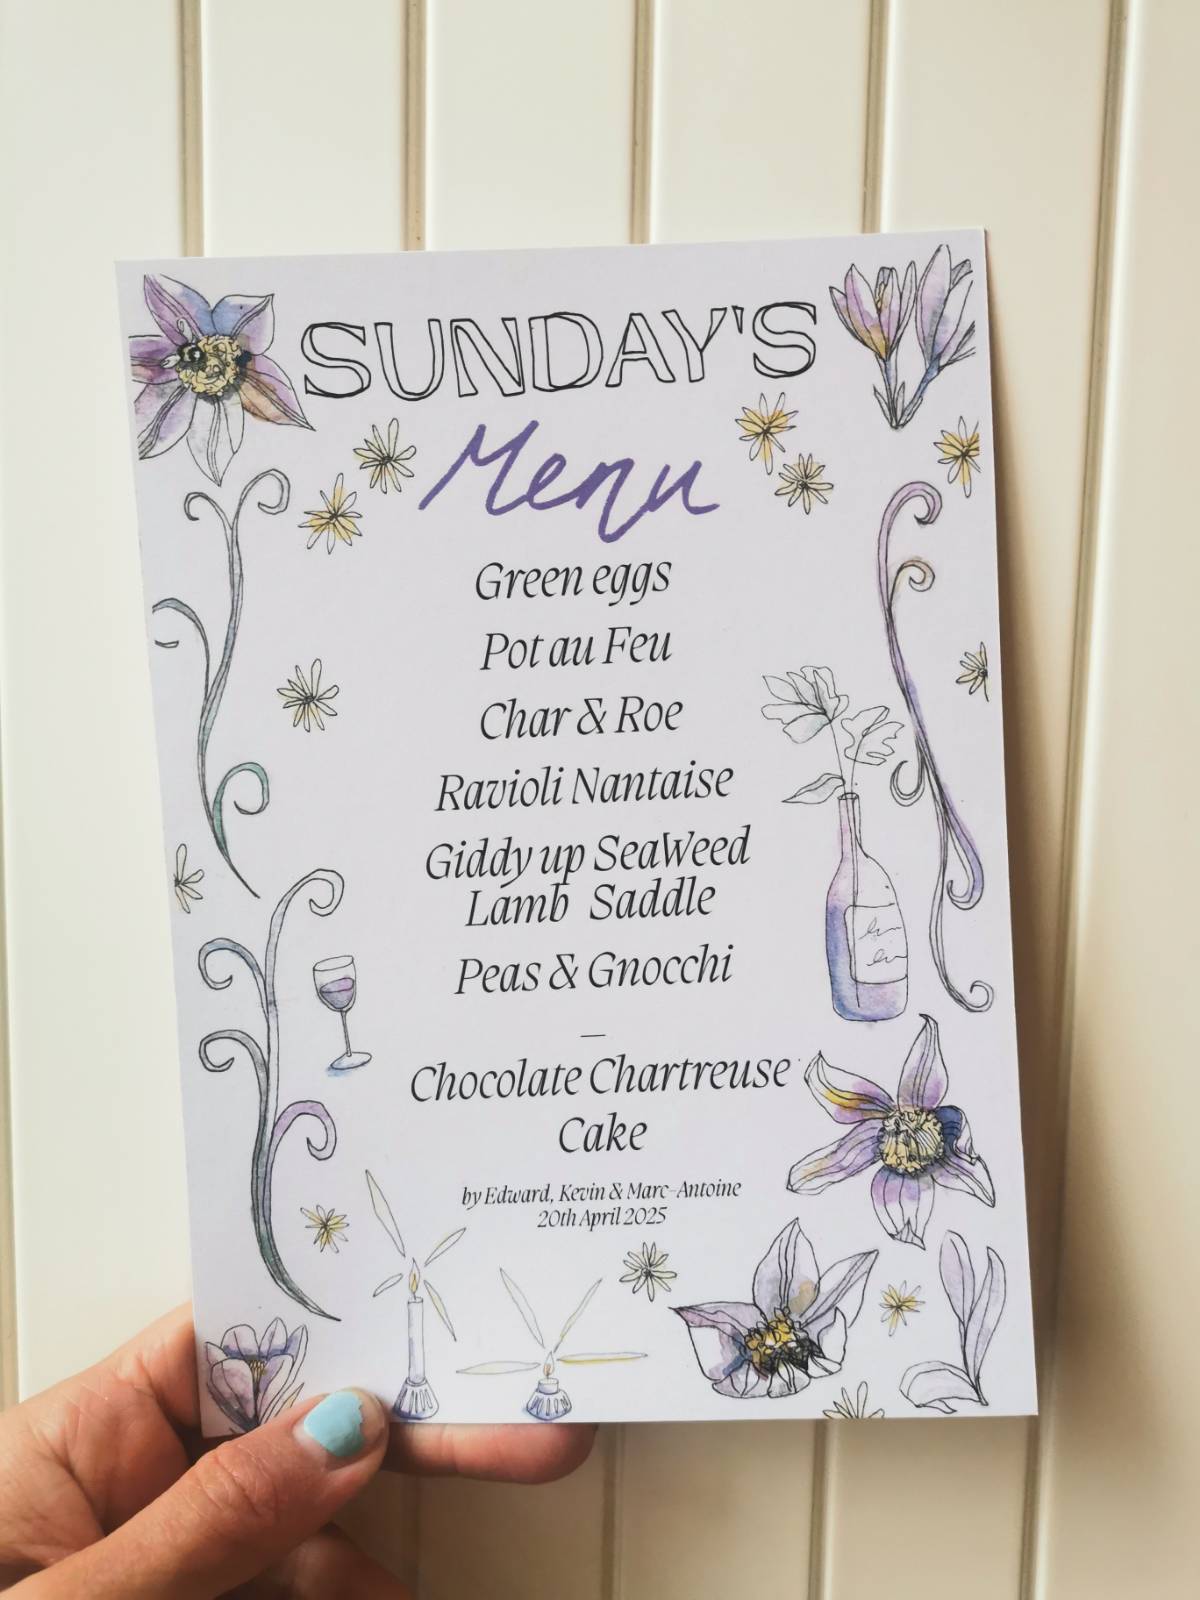 SUNDAY'S
Menu
Green eggs
Pot au Feu
Char & Roe
Ravioli Nantaise
Giddy up SeaWeed
Lamb Saddle
Peas & Gnocchi
—
Chocolate Chartreuse
Cake
by Edward, Kevin & Marc-Antoine
20th April 2025